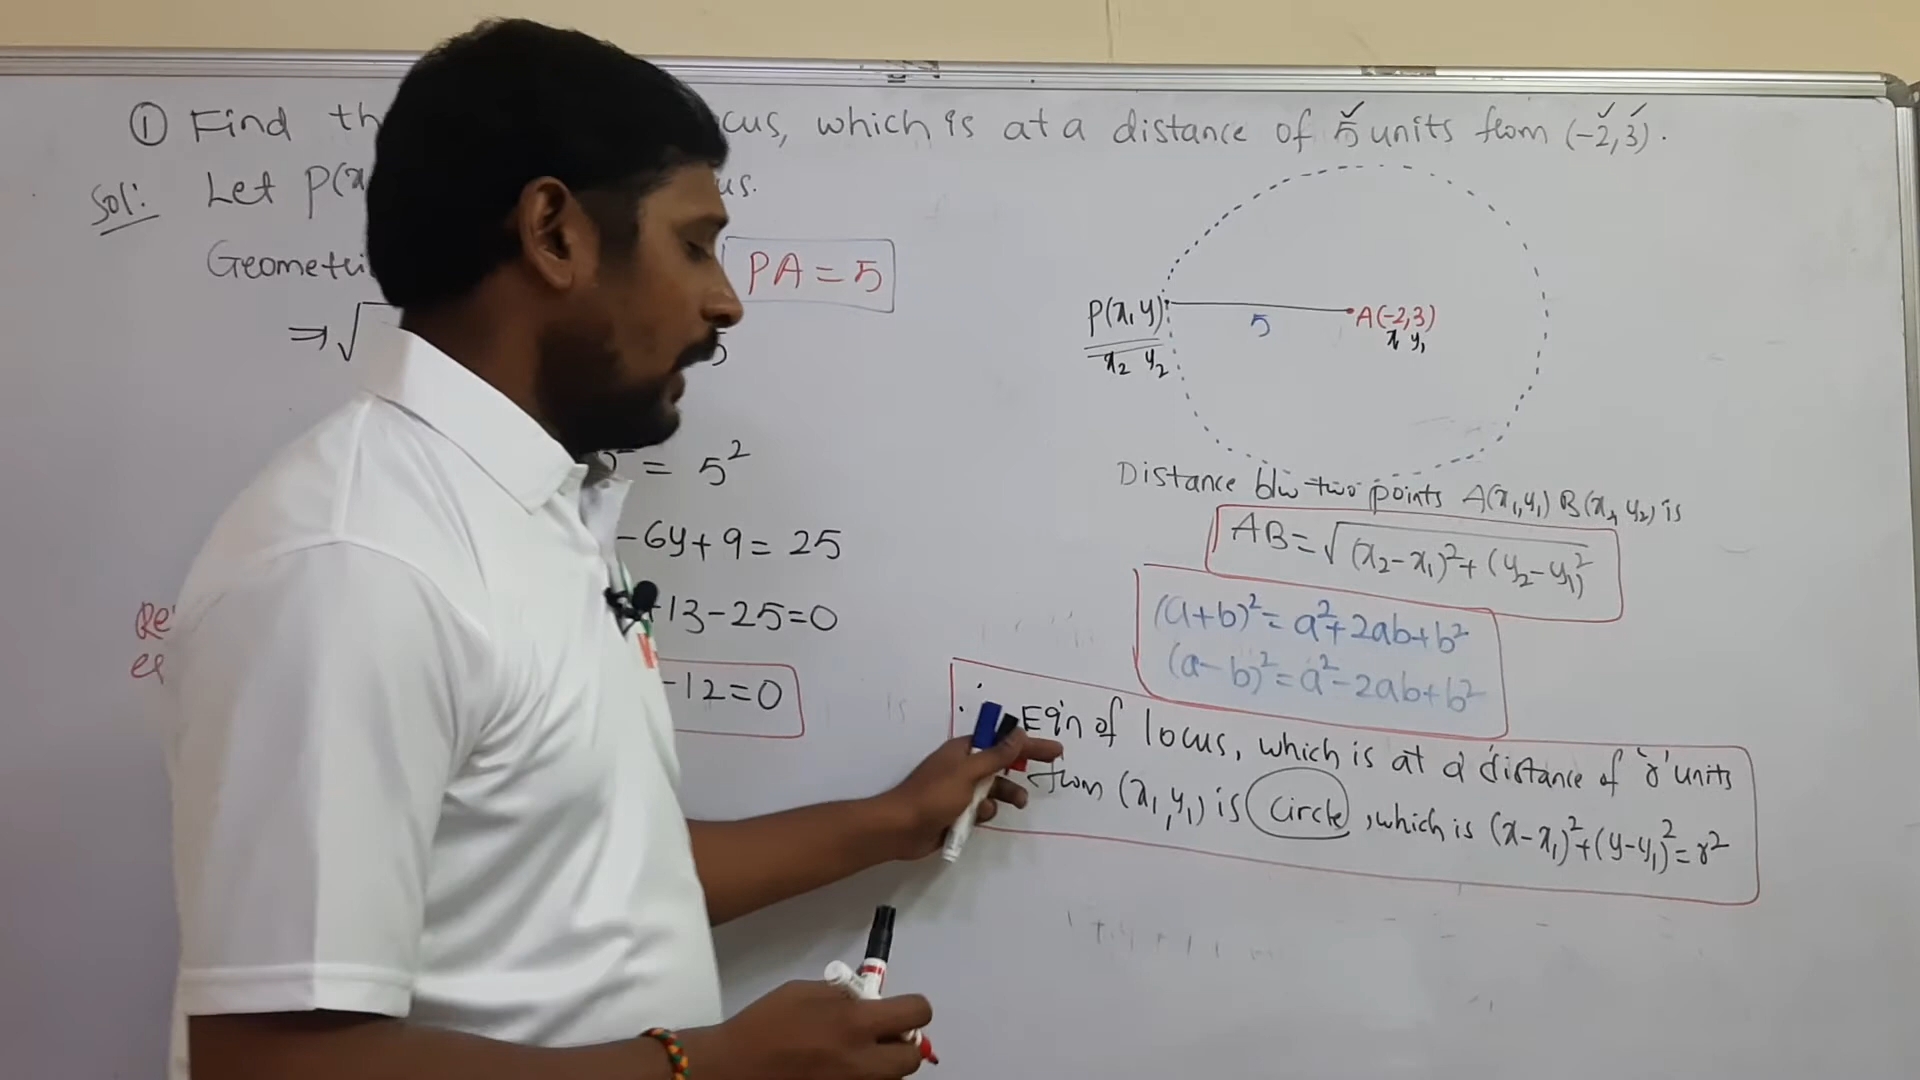 ① Find th cus, which is at a distance of 5 units from (-2,3).
Sol: Let P(x us.
Geometri PA = 5
⇒√ 5
= 5²
-6y+9=25
+13-25=0
-12=0
P(x,y)
x₂ y₂
5
A(-2,3)
x₁ y₁
Distance b/w two points A(x₁,y₁) B(x₂,y₂) is
AB=√(x₂-x₁)²+(y₂-y₁)²
(a+b)²=a²+2ab+b²
(a-b)²=a²-2ab+b²
Eq'n of locus, which is at a distance of 'r' units
from (x₁,y₁) is circle, which is (x-x₁)²+(y-y₁)²=r²